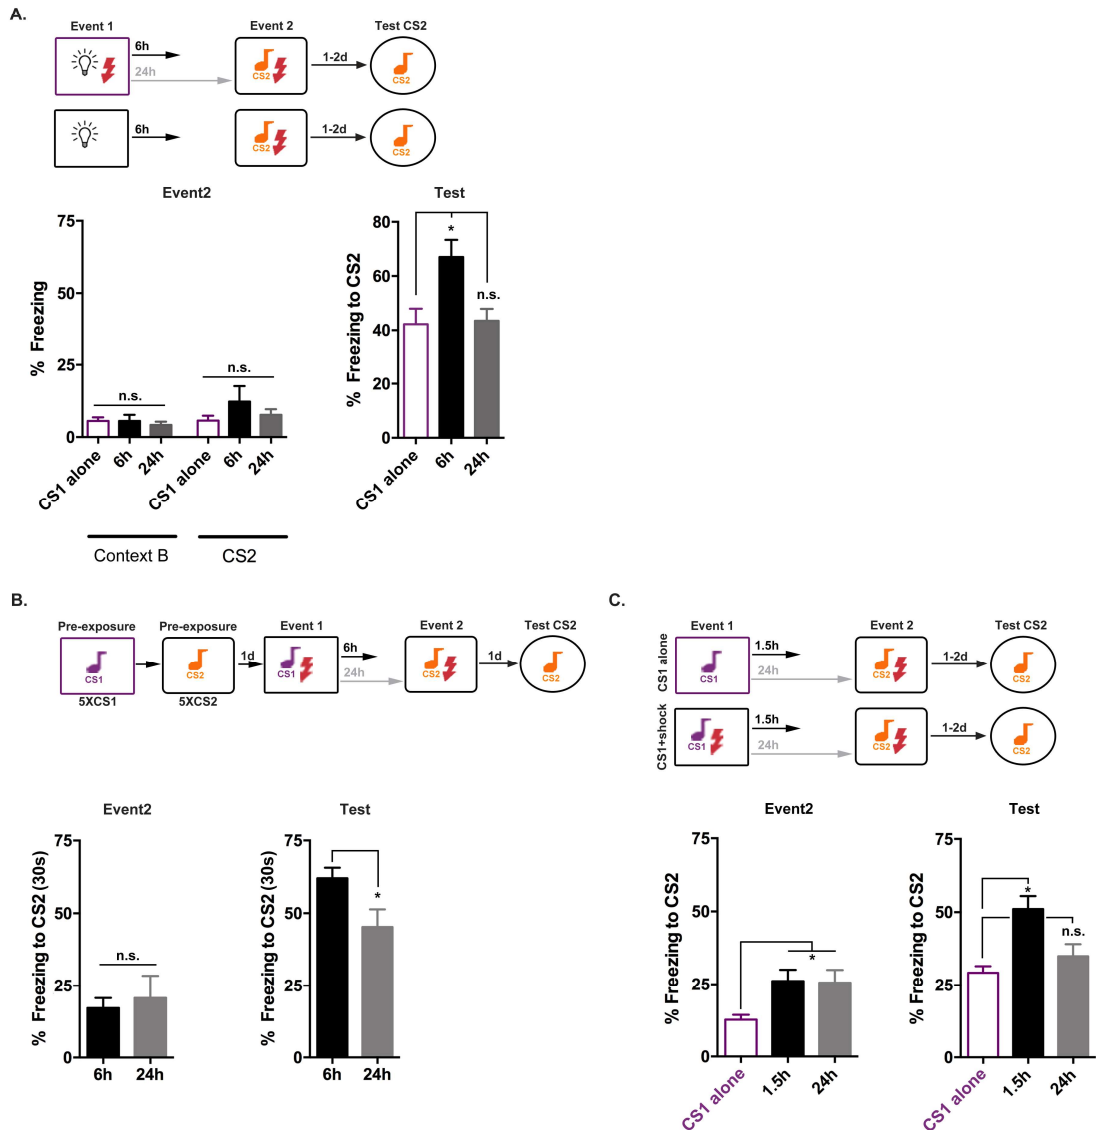 A.
Event 1
Event 2
Test CS2
6h
24h
CS2
1-2d
CS2
6h
CS2
1-2d
CS2
Event2
% Freezing
75
50
25
0
n.s.
n.s.
CS1 alone
6h
24h
CS1 alone
6h
24h
Context B
CS2
Test
% Freezing to CS2
80
60
40
20
0
*
n.s.
CS1 alone
6h
24h
B.
Pre-exposure
Pre-exposure
Event 1
Event 2
Test CS2
CS1
CS2
1d
CS1
6h
24h
CS2
1d
CS2
5XCS1
5XCS2
Event2
% Freezing to CS2 (30s)
75
50
25
0
n.s.
6h
24h
Test
% Freezing to CS2 (30s)
75
50
25
0
*
6h
24h
C.
Event 1
Event 2
Test CS2
CS1 alone
CS1
1.5h
24h
CS2
1-2d
CS2
CS1+shock
CS1
1.5h
24h
CS2
1-2d
CS2
Event2
% Freezing to CS2
75
50
25
0
*
CS1 alone
1.5h
24h
Test
% Freezing to CS2
75
50
25
0
*
n.s.
CS1 alone
1.5h
24h